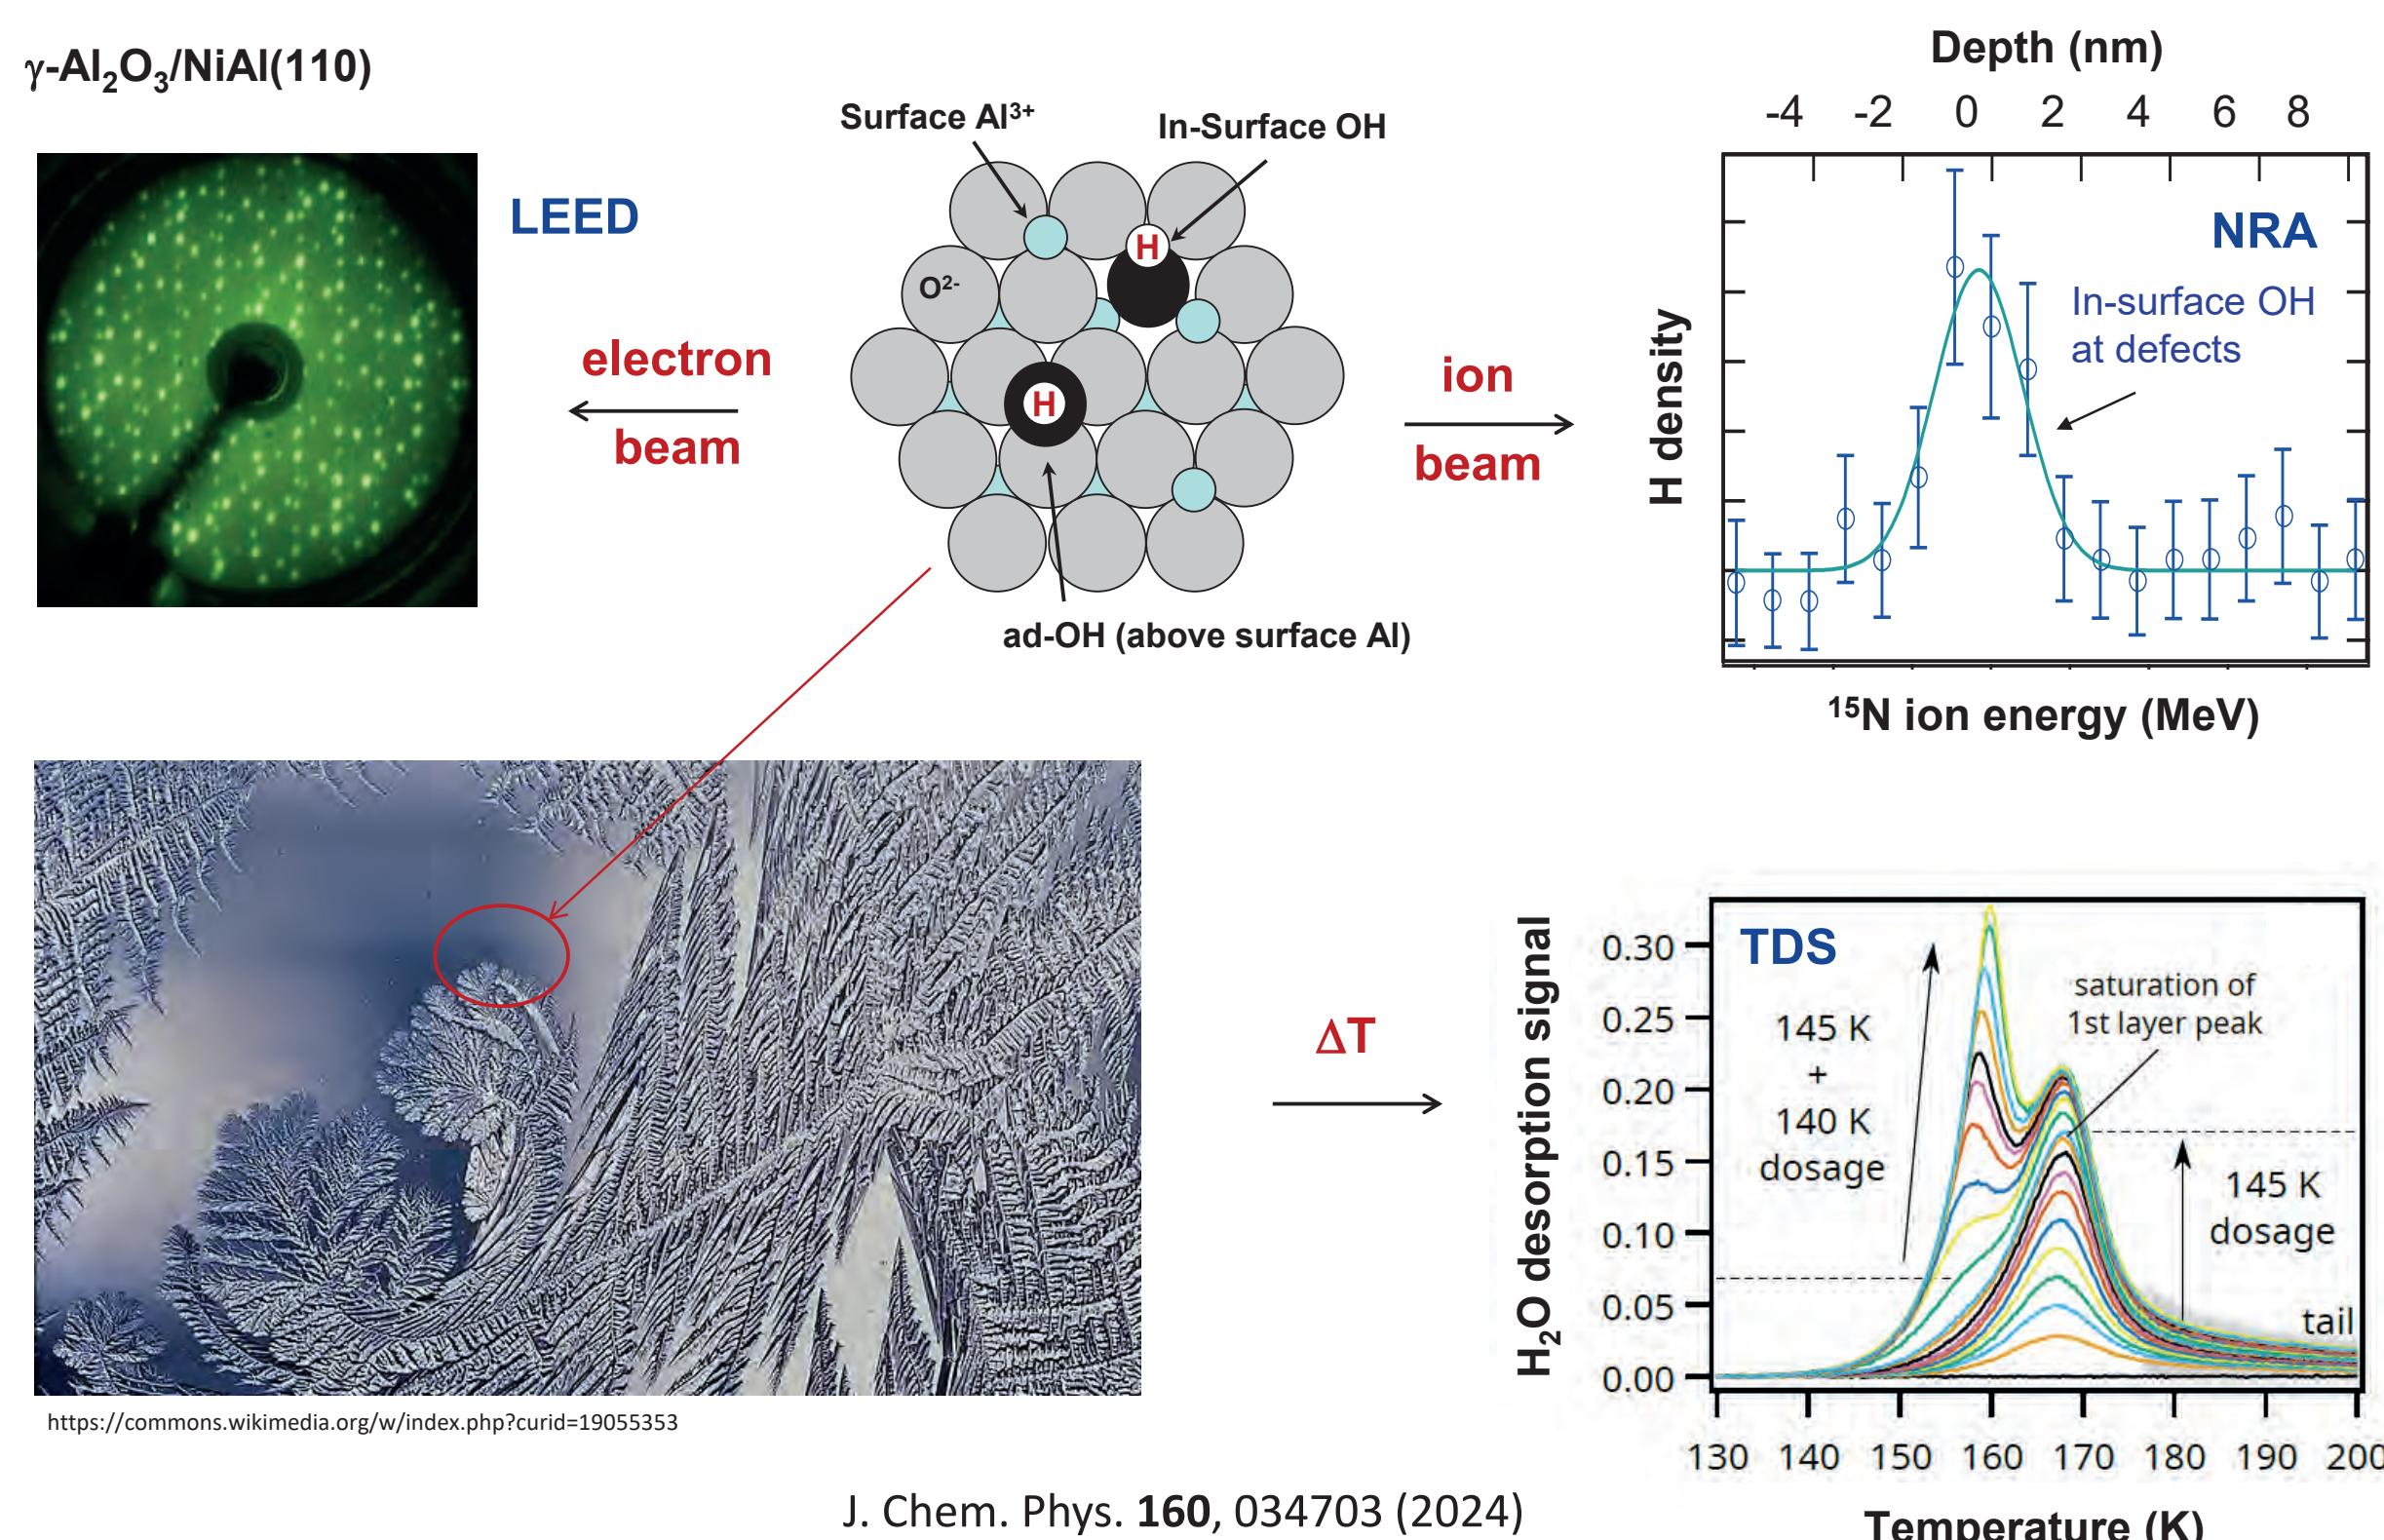 γ-Al2O3/NiAl(110)
LEED
electron
beam
Surface Al3+
In-Surface OH
H
O2-
H
ad-OH (above surface Al)
ion
beam
Depth (nm)
-4 -2 0 2 4 6 8
NRA
In-surface OH
at defects
H density
15N ion energy (MeV)
https://commons.wikimedia.org/w/index.php?curid=19055353
ΔT
H2O desorption signal
0.30
0.25
0.20
0.15
0.10
0.05
0.00
TDS
145 K
+
140 K
dosage
saturation of
1st layer peak
145 K
dosage
tail
130 140 150 160 170 180 190 200
Temperature (K)
J. Chem. Phys. 160, 034703 (2024)